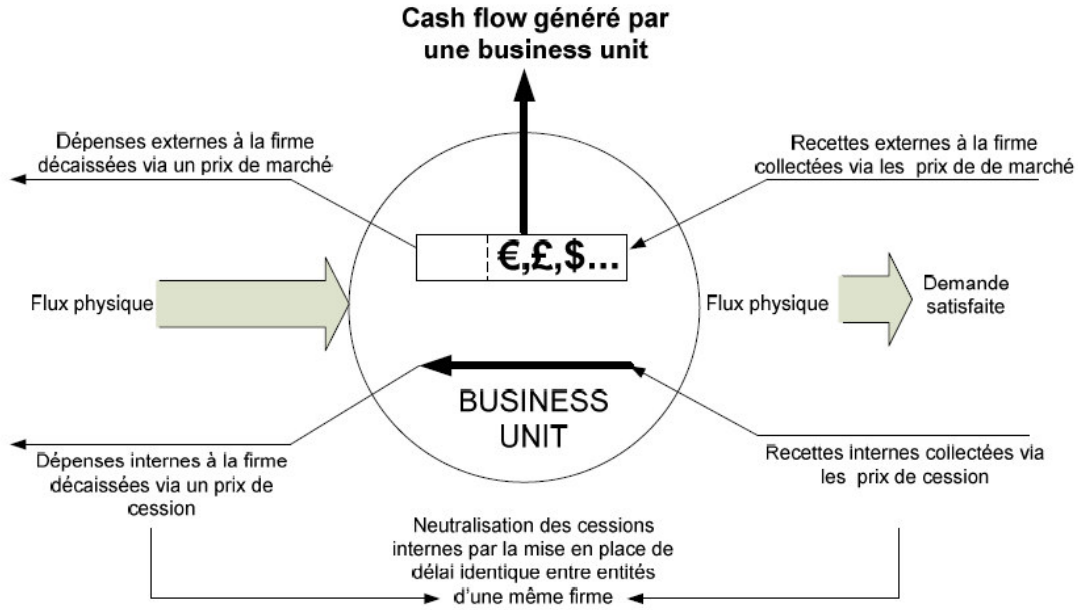 Cash flow généré par
une business unit
Dépenses externes à la firme
décaissées via un prix de marché
Recettes externes à la firme
collectées via les prix de de marché
€,£,$...
Flux physique
Flux physique
Demande
satisfaite
BUSINESS
UNIT
Dépenses internes à la firme
décaissées via un prix de
cession
Recettes internes collectées via
les prix de cession
Neutralisation des cessions
internes par la mise en place de
délai identique entre entités
d'une même firme